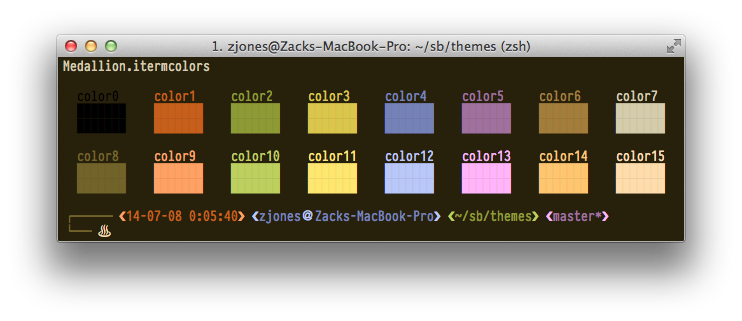 1. zjones@Zacks-MacBook-Pro: ~/sb/themes (zsh)
Medallion.itermcolors
color0 color1 color2 color3 color4 color5 color6 color7
color8 color9 color10 color11 color12 color13 color14 color15
❮14-07-08 0:05:40❯ ❮zjones@Zacks-MacBook-Pro❯ ❮~/sb/themes❯ ❮master*❯
♨